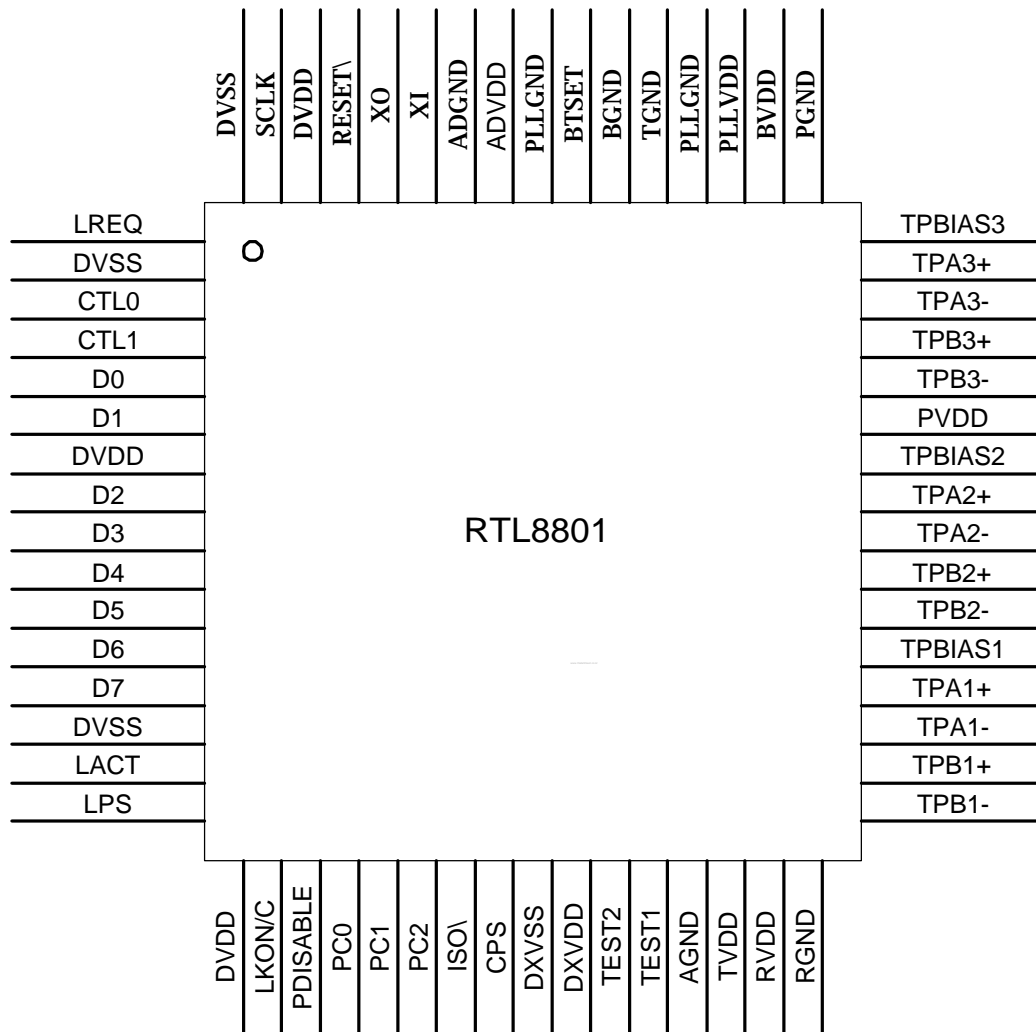 DVSS
SCLK
DVDD
RESET\
XO
XI
ADGND
ADVDD
PLLGND
BTSET
BGND
TGND
PLLGND
PLLVDD
BVDD
PGND
LREQ
DVSS
CTL0
CTL1
D0
D1
DVDD
D2
D3
D4
D5
D6
D7
DVSS
LACT
LPS
RTL8801
TPBIAS3
TPA3+
TPA3-
TPB3+
TPB3-
PVDD
TPBIAS2
TPA2+
TPA2-
TPB2+
TPB2-
TPBIAS1
TPA1+
TPA1-
TPB1+
TPB1-
DVDD
LKON/C
PDISABLE
PC0
PC1
PC2
ISO\
CPS
DXVSS
DXVDD
TEST2
TEST1
AGND
TVDD
RVDD
RGND